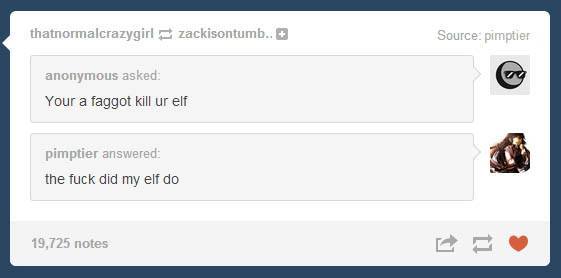 thatnormalcrazygirl zackisontumb..
Source: pimptier
anonymous asked:
Your a faggot kill ur elf
pimptier answered:
the fuck did my elf do
19,725 notes